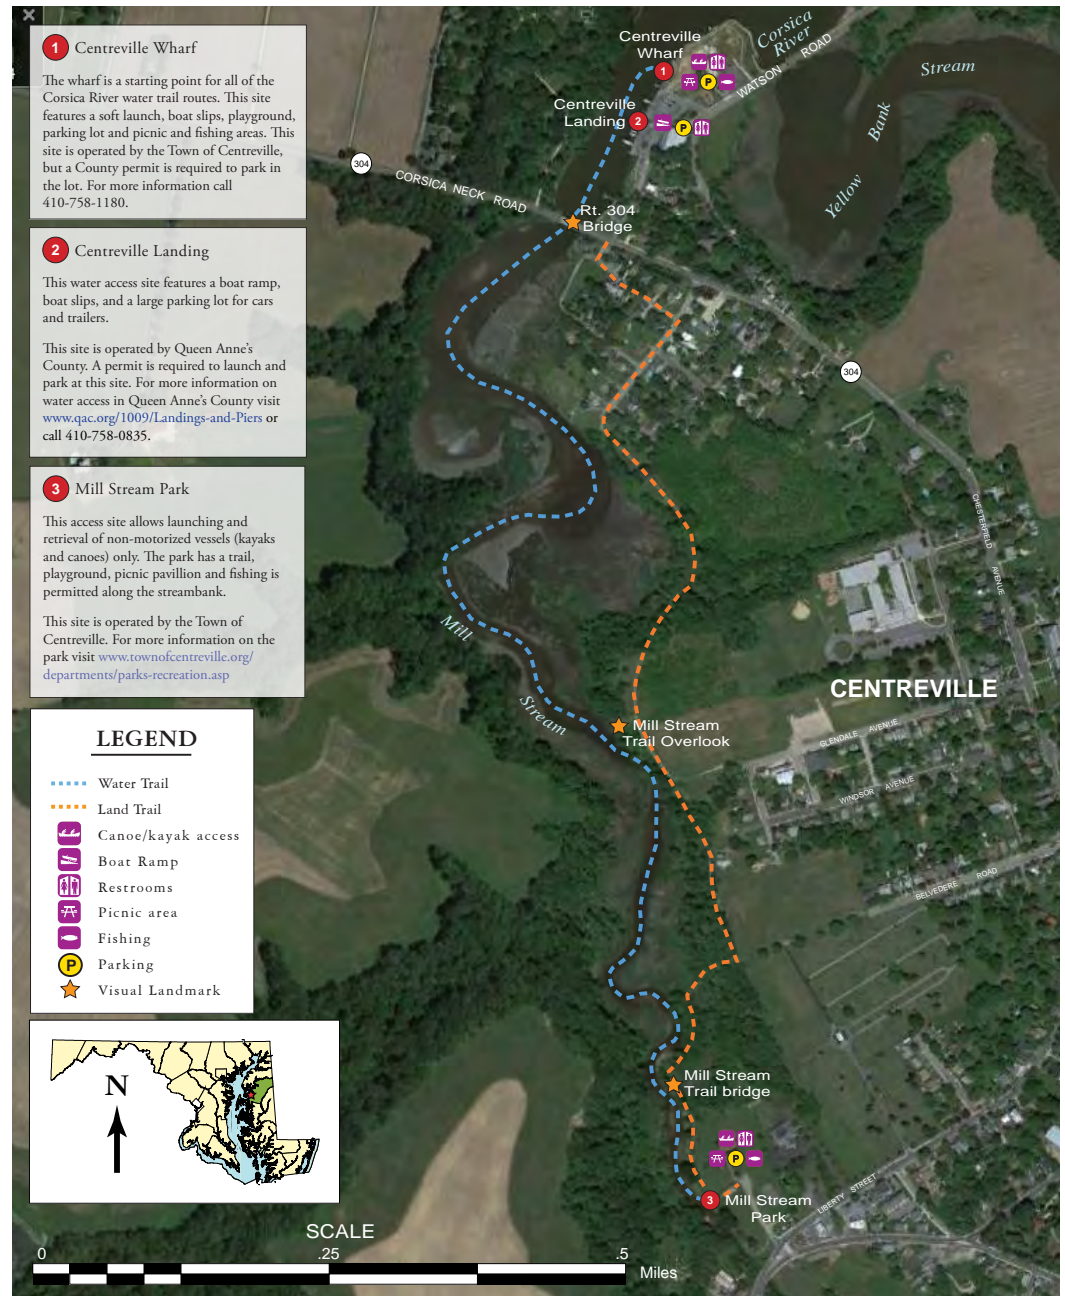 1 Centreville Wharf
The wharf is a starting point for all of the
Corsica River water trail routes. This site
features a soft launch, boat slips, playground,
parking lot and picnic and fishing areas. This
site is operated by the Town of Centreville,
but a County permit is required to park in
the lot. For more information call
410-758-1180.
2 Centreville Landing
This water access site features a boat ramp,
boat slips, and a large parking lot for cars
and trailers.
This site is operated by Queen Anne's
County. A permit is required to launch and
park at this site. For more information on
water access in Queen Anne's County visit
www.qac.org/1009/Landings-and-Piers or
call 410-758-0835.
3 Mill Stream Park
This access site allows launching and
retrieval of non-motorized vessels (kayaks
and canoes) only. The park has a trail,
playground, picnic pavillion and fishing is
permitted along the streambank.
This site is operated by the Town of
Centreville. For more information on the
park visit www.townofcentreville.org/
departments/parks-recreation.asp
LEGEND
Water Trail
Land Trail
Canoe/kayak access
Boat Ramp
Restrooms
Picnic area
Fishing
P Parking
Visual Landmark
N
SCALE
0 .25 .5
Miles
Centreville
Wharf
1
P
Corsica
River
WATSON ROAD
Stream
Bank
Yellow
Centreville
Landing
2
P
304
CORSICA NECK ROAD
Rt. 304
Bridge
304
CHESTERFIELD
AVENUE
Mill
Stream
CENTREVILLE
Mill Stream
Trail Overlook
GLENDALE AVENUE
WINDSOR AVENUE
BELVEDERE ROAD
Mill Stream
Trail bridge
P
3
Mill Stream
Park
LIBERTY STREET